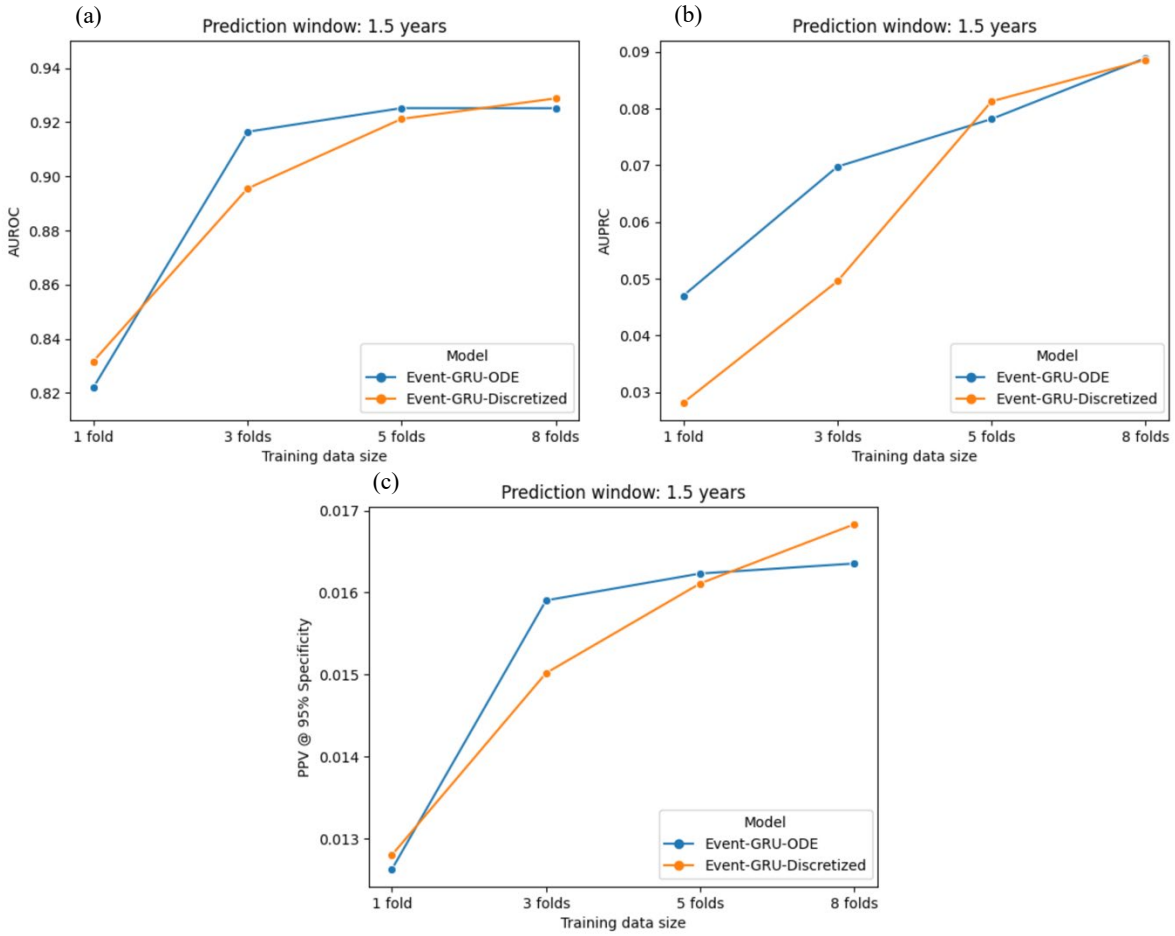 (a)
Prediction window: 1.5 years
0.94
0.92
0.90
0.88
0.86
0.84
0.82
AUROC
Model
Event-GRU-ODE
Event-GRU-Discretized
1 fold 3 folds 5 folds 8 folds
Training data size
(b)
Prediction window: 1.5 years
0.09
0.08
0.07
0.06
0.05
0.04
0.03
AUPRC
Model
Event-GRU-ODE
Event-GRU-Discretized
1 fold 3 folds 5 folds 8 folds
Training data size
(c)
Prediction window: 1.5 years
0.017
0.016
0.015
0.014
0.013
PPV @ 95% Specificity
Model
Event-GRU-ODE
Event-GRU-Discretized
1 fold 3 folds 5 folds 8 folds
Training data size